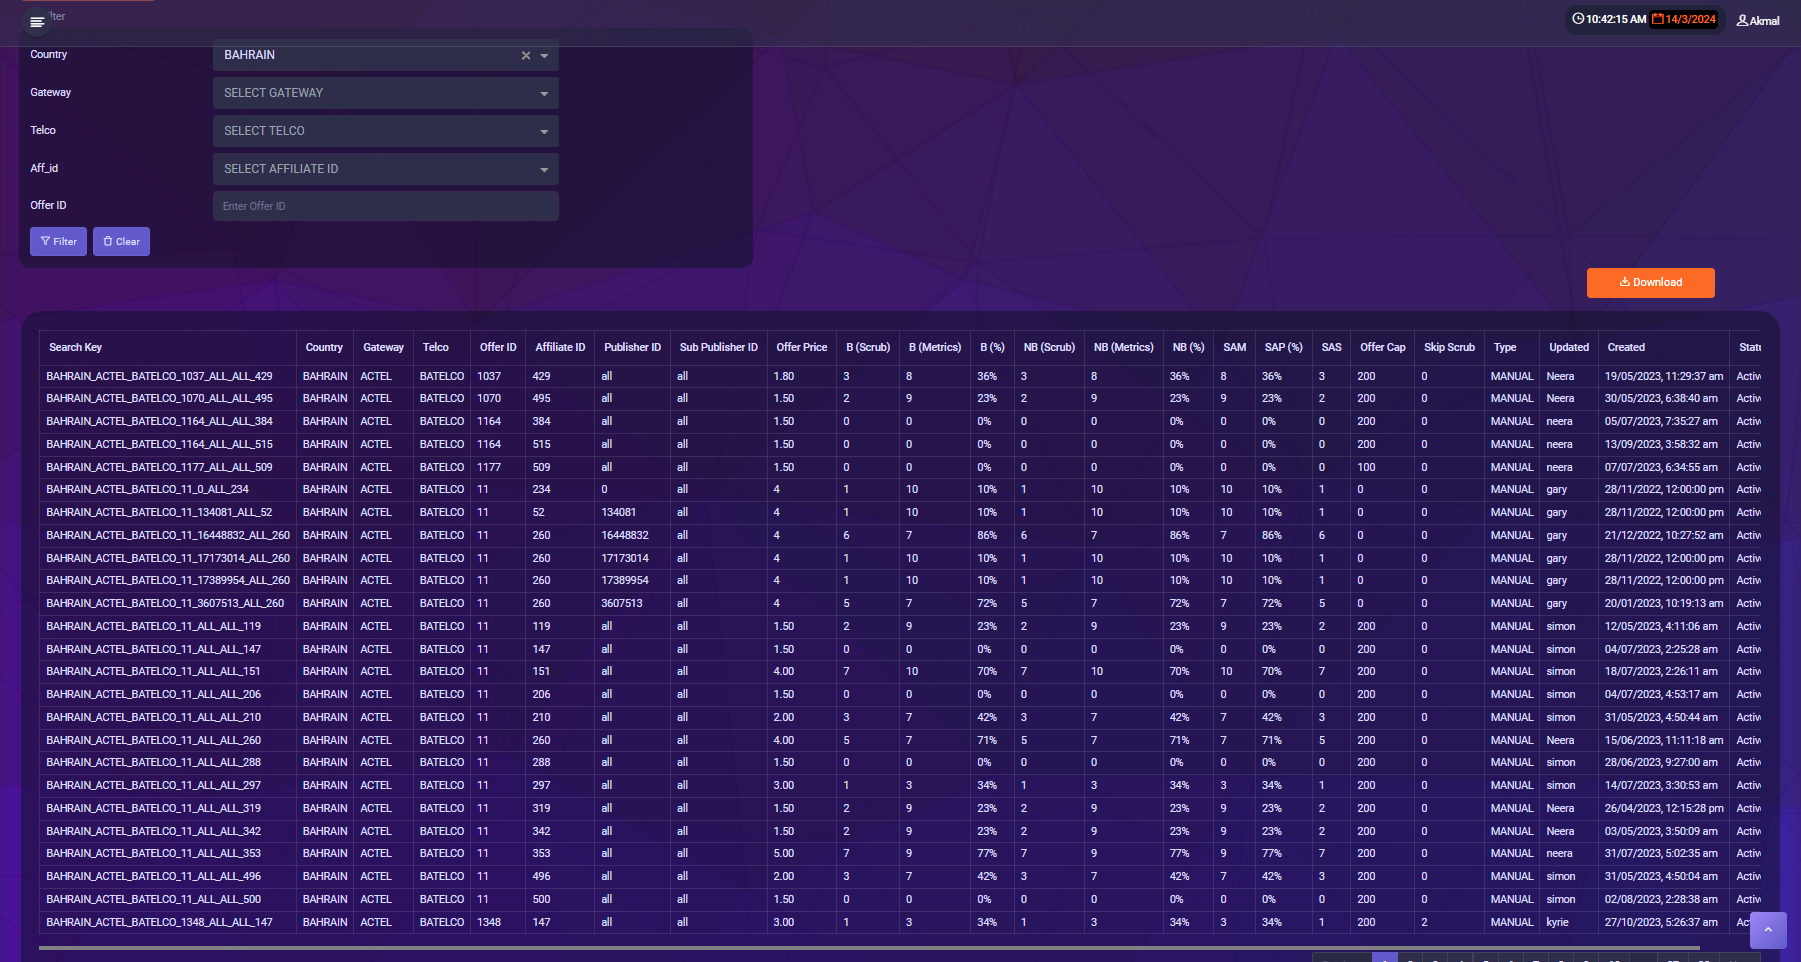 10:42:15 AM 14/3/2024 Akmal
Country BAHRAIN
Gateway SELECT GATEWAY
Telco SELECT TELCO
Aff_id SELECT AFFILIATE ID
Offer ID Enter Offer ID
Filter Clear
Download
Search Key Country Gateway Telco Offer ID Affiliate ID Publisher ID Sub Publisher ID Offer Price B (Scrub) B (Metrics) B (%) NB (Scrub) NB (Metrics) NB (%) SAM SAP (%) SAS Offer Cap Skip Scrub Type Updated Created
BAHRAIN_ACTEL_BATELCO_1037_ALL_ALL_429 BAHRAIN ACTEL BATELCO 1037 429 all all 1.80 3 8 36% 3 8 36% 8 36% 3 200 0 MANUAL Neera 19/05/2023, 11:29:37 am
BAHRAIN_ACTEL_BATELCO_1070_ALL_ALL_495 BAHRAIN ACTEL BATELCO 1070 495 all all 1.50 2 9 23% 2 9 23% 9 23% 2 200 0 MANUAL Neera 30/05/2023, 6:38:40 am
BAHRAIN_ACTEL_BATELCO_1164_ALL_ALL_384 BAHRAIN ACTEL BATELCO 1164 384 all all 1.50 0 0 0% 0 0 0% 0 0% 0 200 0 MANUAL neera 05/07/2023, 7:35:27 am
BAHRAIN_ACTEL_BATELCO_1164_ALL_ALL_515 BAHRAIN ACTEL BATELCO 1164 515 all all 1.50 0 0 0% 0 0 0% 0 0% 0 200 0 MANUAL neera 13/09/2023, 3:58:32 am
BAHRAIN_ACTEL_BATELCO_1177_ALL_ALL_509 BAHRAIN ACTEL BATELCO 1177 509 all all 1.50 0 0 0% 0 0 0% 0 0% 0 100 0 MANUAL neera 07/07/2023, 6:34:55 am
BAHRAIN_ACTEL_BATELCO_11_0_ALL_234 BAHRAIN ACTEL BATELCO 11 234 0 all 4 1 10 10% 1 10 10% 10 10% 1 0 0 MANUAL gary 28/11/2022, 12:00:00 pm
BAHRAIN_ACTEL_BATELCO_11_134081_ALL_52 BAHRAIN ACTEL BATELCO 11 52 134081 all 4 1 10 10% 1 10 10% 10 10% 1 0 0 MANUAL gary 28/11/2022, 12:00:00 pm
BAHRAIN_ACTEL_BATELCO_11_16448832_ALL_260 BAHRAIN ACTEL BATELCO 11 260 16448832 all 4 6 7 86% 6 7 86% 7 86% 6 0 0 MANUAL gary 21/12/2022, 10:27:52 am
BAHRAIN_ACTEL_BATELCO_11_17173014_ALL_260 BAHRAIN ACTEL BATELCO 11 260 17173014 all 4 1 10 10% 1 10 10% 10 10% 1 0 0 MANUAL gary 28/11/2022, 12:00:00 pm
BAHRAIN_ACTEL_BATELCO_11_17389954_ALL_260 BAHRAIN ACTEL BATELCO 11 260 17389954 all 4 1 10 10% 1 10 10% 10 10% 1 0 0 MANUAL gary 28/11/2022, 12:00:00 pm
BAHRAIN_ACTEL_BATELCO_11_3607513_ALL_260 BAHRAIN ACTEL BATELCO 11 260 3607513 all 4 5 7 72% 5 7 72% 7 72% 5 0 0 MANUAL gary 20/01/2023, 10:19:13 am
BAHRAIN_ACTEL_BATELCO_11_ALL_ALL_119 BAHRAIN ACTEL BATELCO 11 119 all all 1.50 2 9 23% 2 9 23% 9 23% 2 200 0 MANUAL simon 12/05/2023, 4:11:06 am
BAHRAIN_ACTEL_BATELCO_11_ALL_ALL_147 BAHRAIN ACTEL BATELCO 11 147 all all 1.50 0 0 0% 0 0 0% 0 0% 0 200 0 MANUAL simon 04/07/2023, 2:25:28 am
BAHRAIN_ACTEL_BATELCO_11_ALL_ALL_151 BAHRAIN ACTEL BATELCO 11 151 all all 4.00 7 10 70% 7 10 70% 10 70% 7 200 0 MANUAL simon 18/07/2023, 2:26:11 am
BAHRAIN_ACTEL_BATELCO_11_ALL_ALL_206 BAHRAIN ACTEL BATELCO 11 206 all all 1.50 0 0 0% 0 0 0% 0 0% 0 200 0 MANUAL simon 04/07/2023, 4:53:17 am
BAHRAIN_ACTEL_BATELCO_11_ALL_ALL_210 BAHRAIN ACTEL BATELCO 11 210 all all 2.00 3 7 42% 3 7 42% 7 42% 3 200 0 MANUAL simon 31/05/2023, 4:50:44 am
BAHRAIN_ACTEL_BATELCO_11_ALL_ALL_260 BAHRAIN ACTEL BATELCO 11 260 all all 4.00 5 7 71% 5 7 71% 7 71% 5 200 0 MANUAL Neera 15/06/2023, 11:11:18 am
BAHRAIN_ACTEL_BATELCO_11_ALL_ALL_288 BAHRAIN ACTEL BATELCO 11 288 all all 1.50 0 0 0% 0 0 0% 0 0% 0 200 0 MANUAL simon 28/06/2023, 9:27:00 am
BAHRAIN_ACTEL_BATELCO_11_ALL_ALL_297 BAHRAIN ACTEL BATELCO 11 297 all all 3.00 1 3 34% 1 3 34% 3 34% 1 200 0 MANUAL simon 14/07/2023, 3:30:53 am
BAHRAIN_ACTEL_BATELCO_11_ALL_ALL_319 BAHRAIN ACTEL BATELCO 11 319 all all 1.50 2 9 23% 2 9 23% 9 23% 2 200 0 MANUAL Neera 26/04/2023, 12:15:28 pm
BAHRAIN_ACTEL_BATELCO_11_ALL_ALL_342 BAHRAIN ACTEL BATELCO 11 342 all all 1.50 2 9 23% 2 9 23% 9 23% 2 200 0 MANUAL Neera 03/05/2023, 3:50:09 am
BAHRAIN_ACTEL_BATELCO_11_ALL_ALL_353 BAHRAIN ACTEL BATELCO 11 353 all all 5.00 7 9 77% 7 9 77% 9 77% 7 200 0 MANUAL neera 31/07/2023, 5:02:35 am
BAHRAIN_ACTEL_BATELCO_11_ALL_ALL_496 BAHRAIN ACTEL BATELCO 11 496 all all 2.00 3 7 42% 3 7 42% 7 42% 3 200 0 MANUAL simon 31/05/2023, 4:50:04 am
BAHRAIN_ACTEL_BATELCO_11_ALL_ALL_500 BAHRAIN ACTEL BATELCO 11 500 all all 1.50 0 0 0% 0 0 0% 0 0% 0 200 0 MANUAL simon 02/08/2023, 2:28:38 am
BAHRAIN_ACTEL_BATELCO_1348_ALL_ALL_147 BAHRAIN ACTEL BATELCO 1348 147 all all 3.00 1 3 34% 1 3 34% 3 34% 1 200 2 MANUAL kyrie 27/10/2023, 5:26:37 am